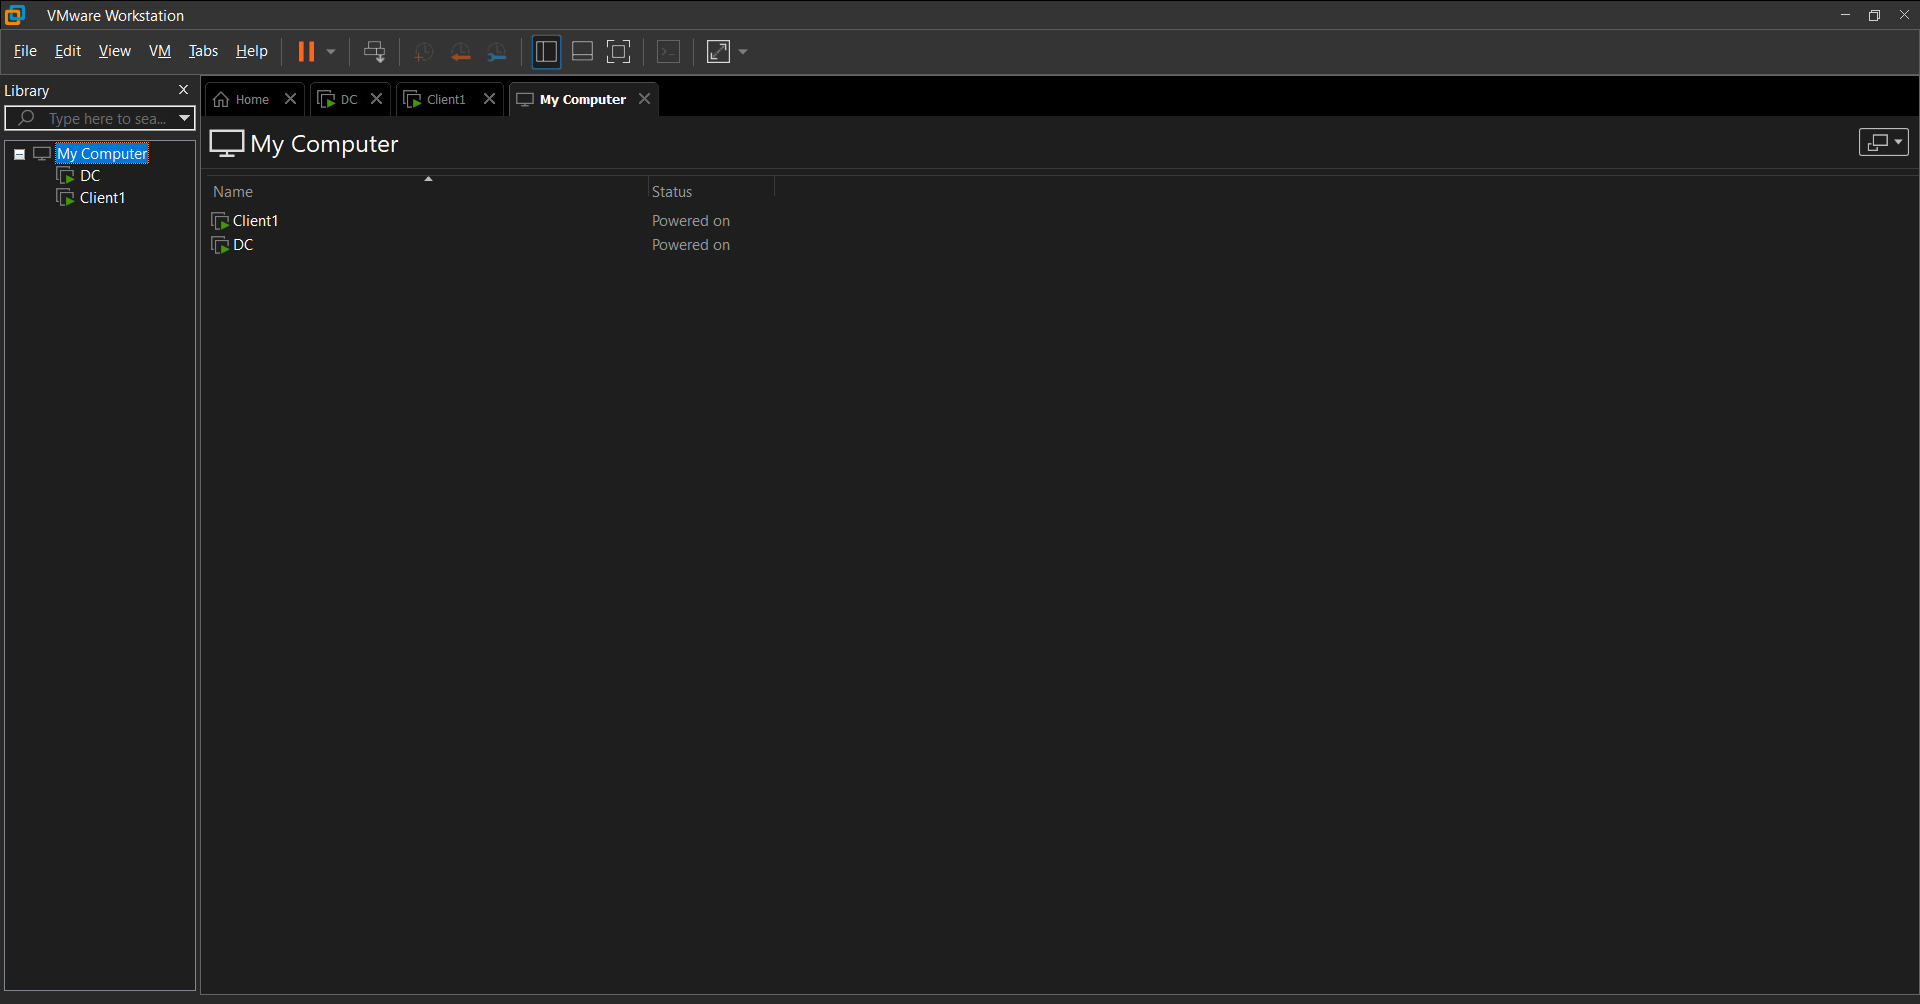 VMware Workstation
File Edit View VM Tabs Help
Library
Type here to sea...
My Computer
DC
Client1
Home DC Client1 My Computer
My Computer
Name Status
Client1 Powered on
DC Powered on